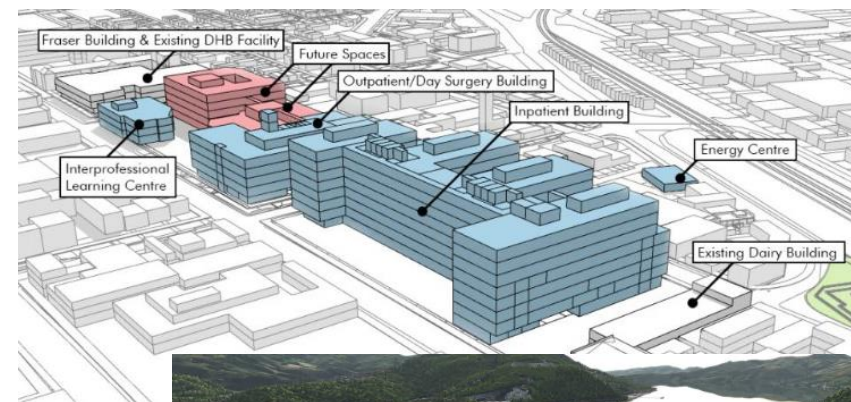 Fraser Building & Existing DHB Facility
Future Spaces
Outpatient/Day Surgery Building
Inpatient Building
Energy Centre
Interprofessional
Learning Centre
Existing Dairy Building